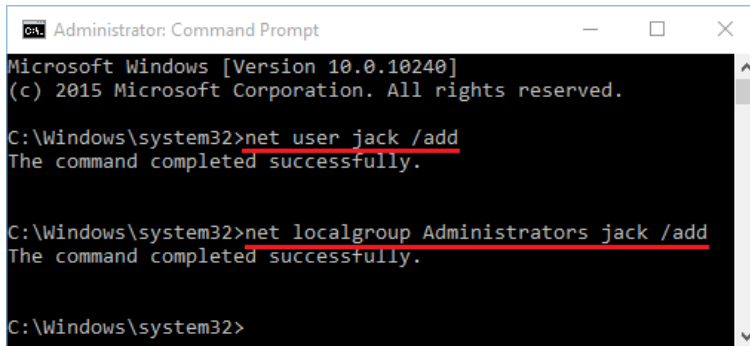 Administrator: Command Prompt
Microsoft Windows [Version 10.0.10240]
(c) 2015 Microsoft Corporation. All rights reserved.
C:\Windows\system32>net user jack /add
The command completed successfully.
C:\Windows\system32>net localgroup Administrators jack /add
The command completed successfully.
C:\Windows\system32>